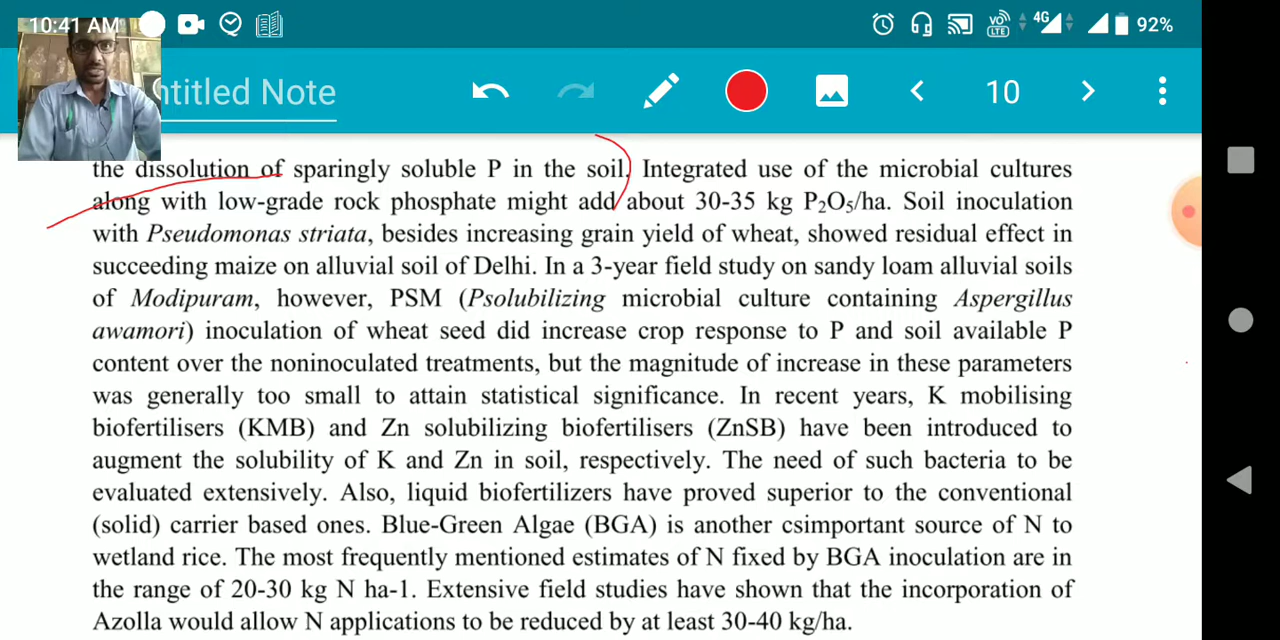 10:41 AM
VO
LTE
4G
92%
ntitled Note
10
the dissolution of sparingly soluble P in the soil. Integrated use of the microbial cultures
along with low-grade rock phosphate might add about 30-35 kg P₂O₅/ha. Soil inoculation
with Pseudomonas striata, besides increasing grain yield of wheat, showed residual effect in
succeeding maize on alluvial soil of Delhi. In a 3-year field study on sandy loam alluvial soils
of Modipuram, however, PSM (Psolubilizing microbial culture containing Aspergillus
awamori) inoculation of wheat seed did increase crop response to P and soil available P
content over the noninoculated treatments, but the magnitude of increase in these parameters
was generally too small to attain statistical significance. In recent years, K mobilising
biofertilisers (KMB) and Zn solubilizing biofertilisers (ZnSB) have been introduced to
augment the solubility of K and Zn in soil, respectively. The need of such bacteria to be
evaluated extensively. Also, liquid biofertilizers have proved superior to the conventional
(solid) carrier based ones. Blue-Green Algae (BGA) is another csimportant source of N to
wetland rice. The most frequently mentioned estimates of N fixed by BGA inoculation are in
the range of 20-30 kg N ha-1. Extensive field studies have shown that the incorporation of
Azolla would allow N applications to be reduced by at least 30-40 kg/ha.